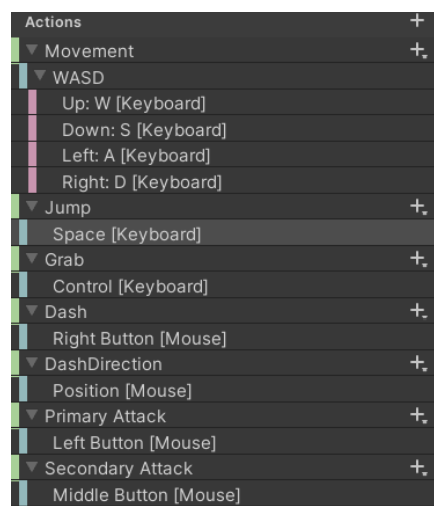 Actions
Movement
WASD
Up: W [Keyboard]
Down: S [Keyboard]
Left: A [Keyboard]
Right: D [Keyboard]
Jump
Space [Keyboard]
Grab
Control [Keyboard]
Dash
Right Button [Mouse]
DashDirection
Position [Mouse]
Primary Attack
Left Button [Mouse]
Secondary Attack
Middle Button [Mouse]